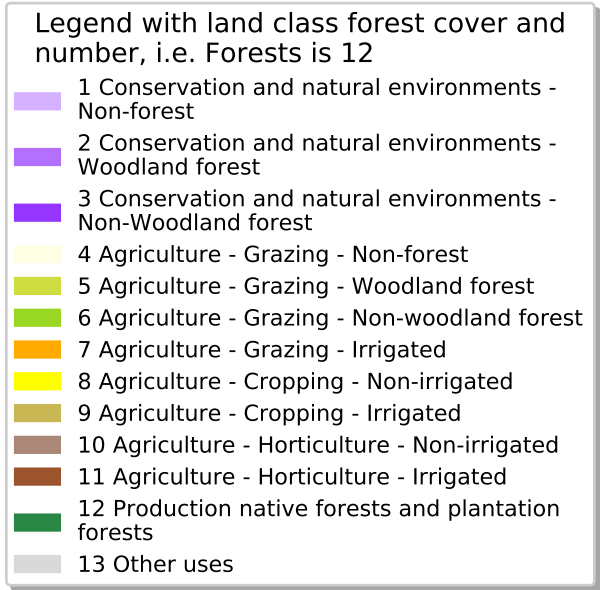 Legend with land class forest cover and
number, i.e. Forests is 12
1 Conservation and natural environments -
Non-forest
2 Conservation and natural environments -
Woodland forest
3 Conservation and natural environments -
Non-Woodland forest
4 Agriculture - Grazing - Non-forest
5 Agriculture - Grazing - Woodland forest
6 Agriculture - Grazing - Non-woodland forest
7 Agriculture - Grazing - Irrigated
8 Agriculture - Cropping - Non-irrigated
9 Agriculture - Cropping - Irrigated
10 Agriculture - Horticulture - Non-irrigated
11 Agriculture - Horticulture - Irrigated
12 Production native forests and plantation
forests
13 Other uses